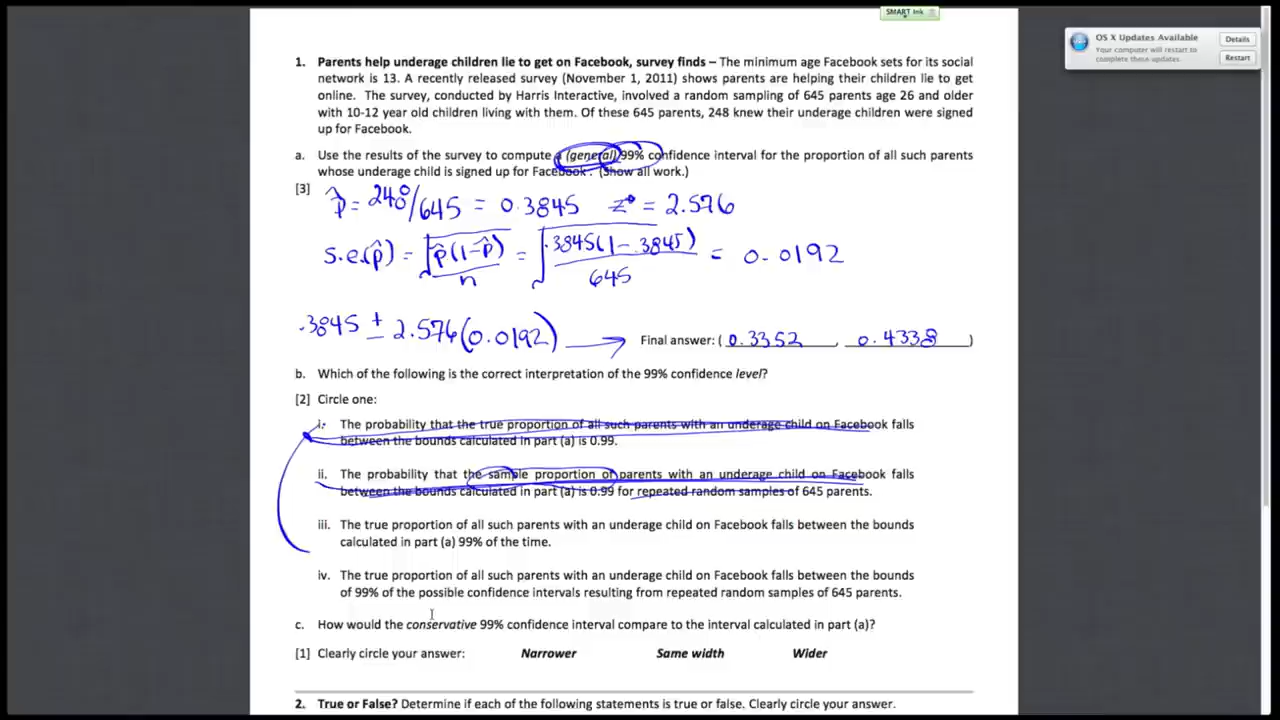 SMART Ink
OS X Updates Available
Your computer will restart to
complete these updates.
Details
Restart
1. Parents help underage children lie to get on Facebook, survey finds – The minimum age Facebook sets for its social
network is 13. A recently released survey (November 1, 2011) shows parents are helping their children lie to get
online. The survey, conducted by Harris Interactive, involved a random sampling of 645 parents age 26 and older
with 10-12 year old children living with them. Of these 645 parents, 248 knew their underage children were signed
up for Facebook.
a. Use the results of the survey to compute a (general) 99% confidence interval for the proportion of all such parents
whose underage child is signed up for Facebook. (Show all work.)
[3]
p̂ = 248/645 = 0.3845 z* = 2.576
s.e.(p̂) = √(p̂(1-p̂)/n) = √(.3845(1-.3845)/645) = 0.0192
.3845 ± 2.576(0.0192) → Final answer: ( 0.3352 , 0.4338 )
b. Which of the following is the correct interpretation of the 99% confidence level?
[2] Circle one:
i. The probability that the true proportion of all such parents with an underage child on Facebook falls
between the bounds calculated in part (a) is 0.99.
ii. The probability that the sample proportion of parents with an underage child on Facebook falls
between the bounds calculated in part (a) is 0.99 for repeated random samples of 645 parents.
iii. The true proportion of all such parents with an underage child on Facebook falls between the bounds
calculated in part (a) 99% of the time.
iv. The true proportion of all such parents with an underage child on Facebook falls between the bounds
of 99% of the possible confidence intervals resulting from repeated random samples of 645 parents.
c. How would the conservative 99% confidence interval compare to the interval calculated in part (a)?
[1] Clearly circle your answer: Narrower Same width Wider
2. True or False? Determine if each of the following statements is true or false. Clearly circle your answer.